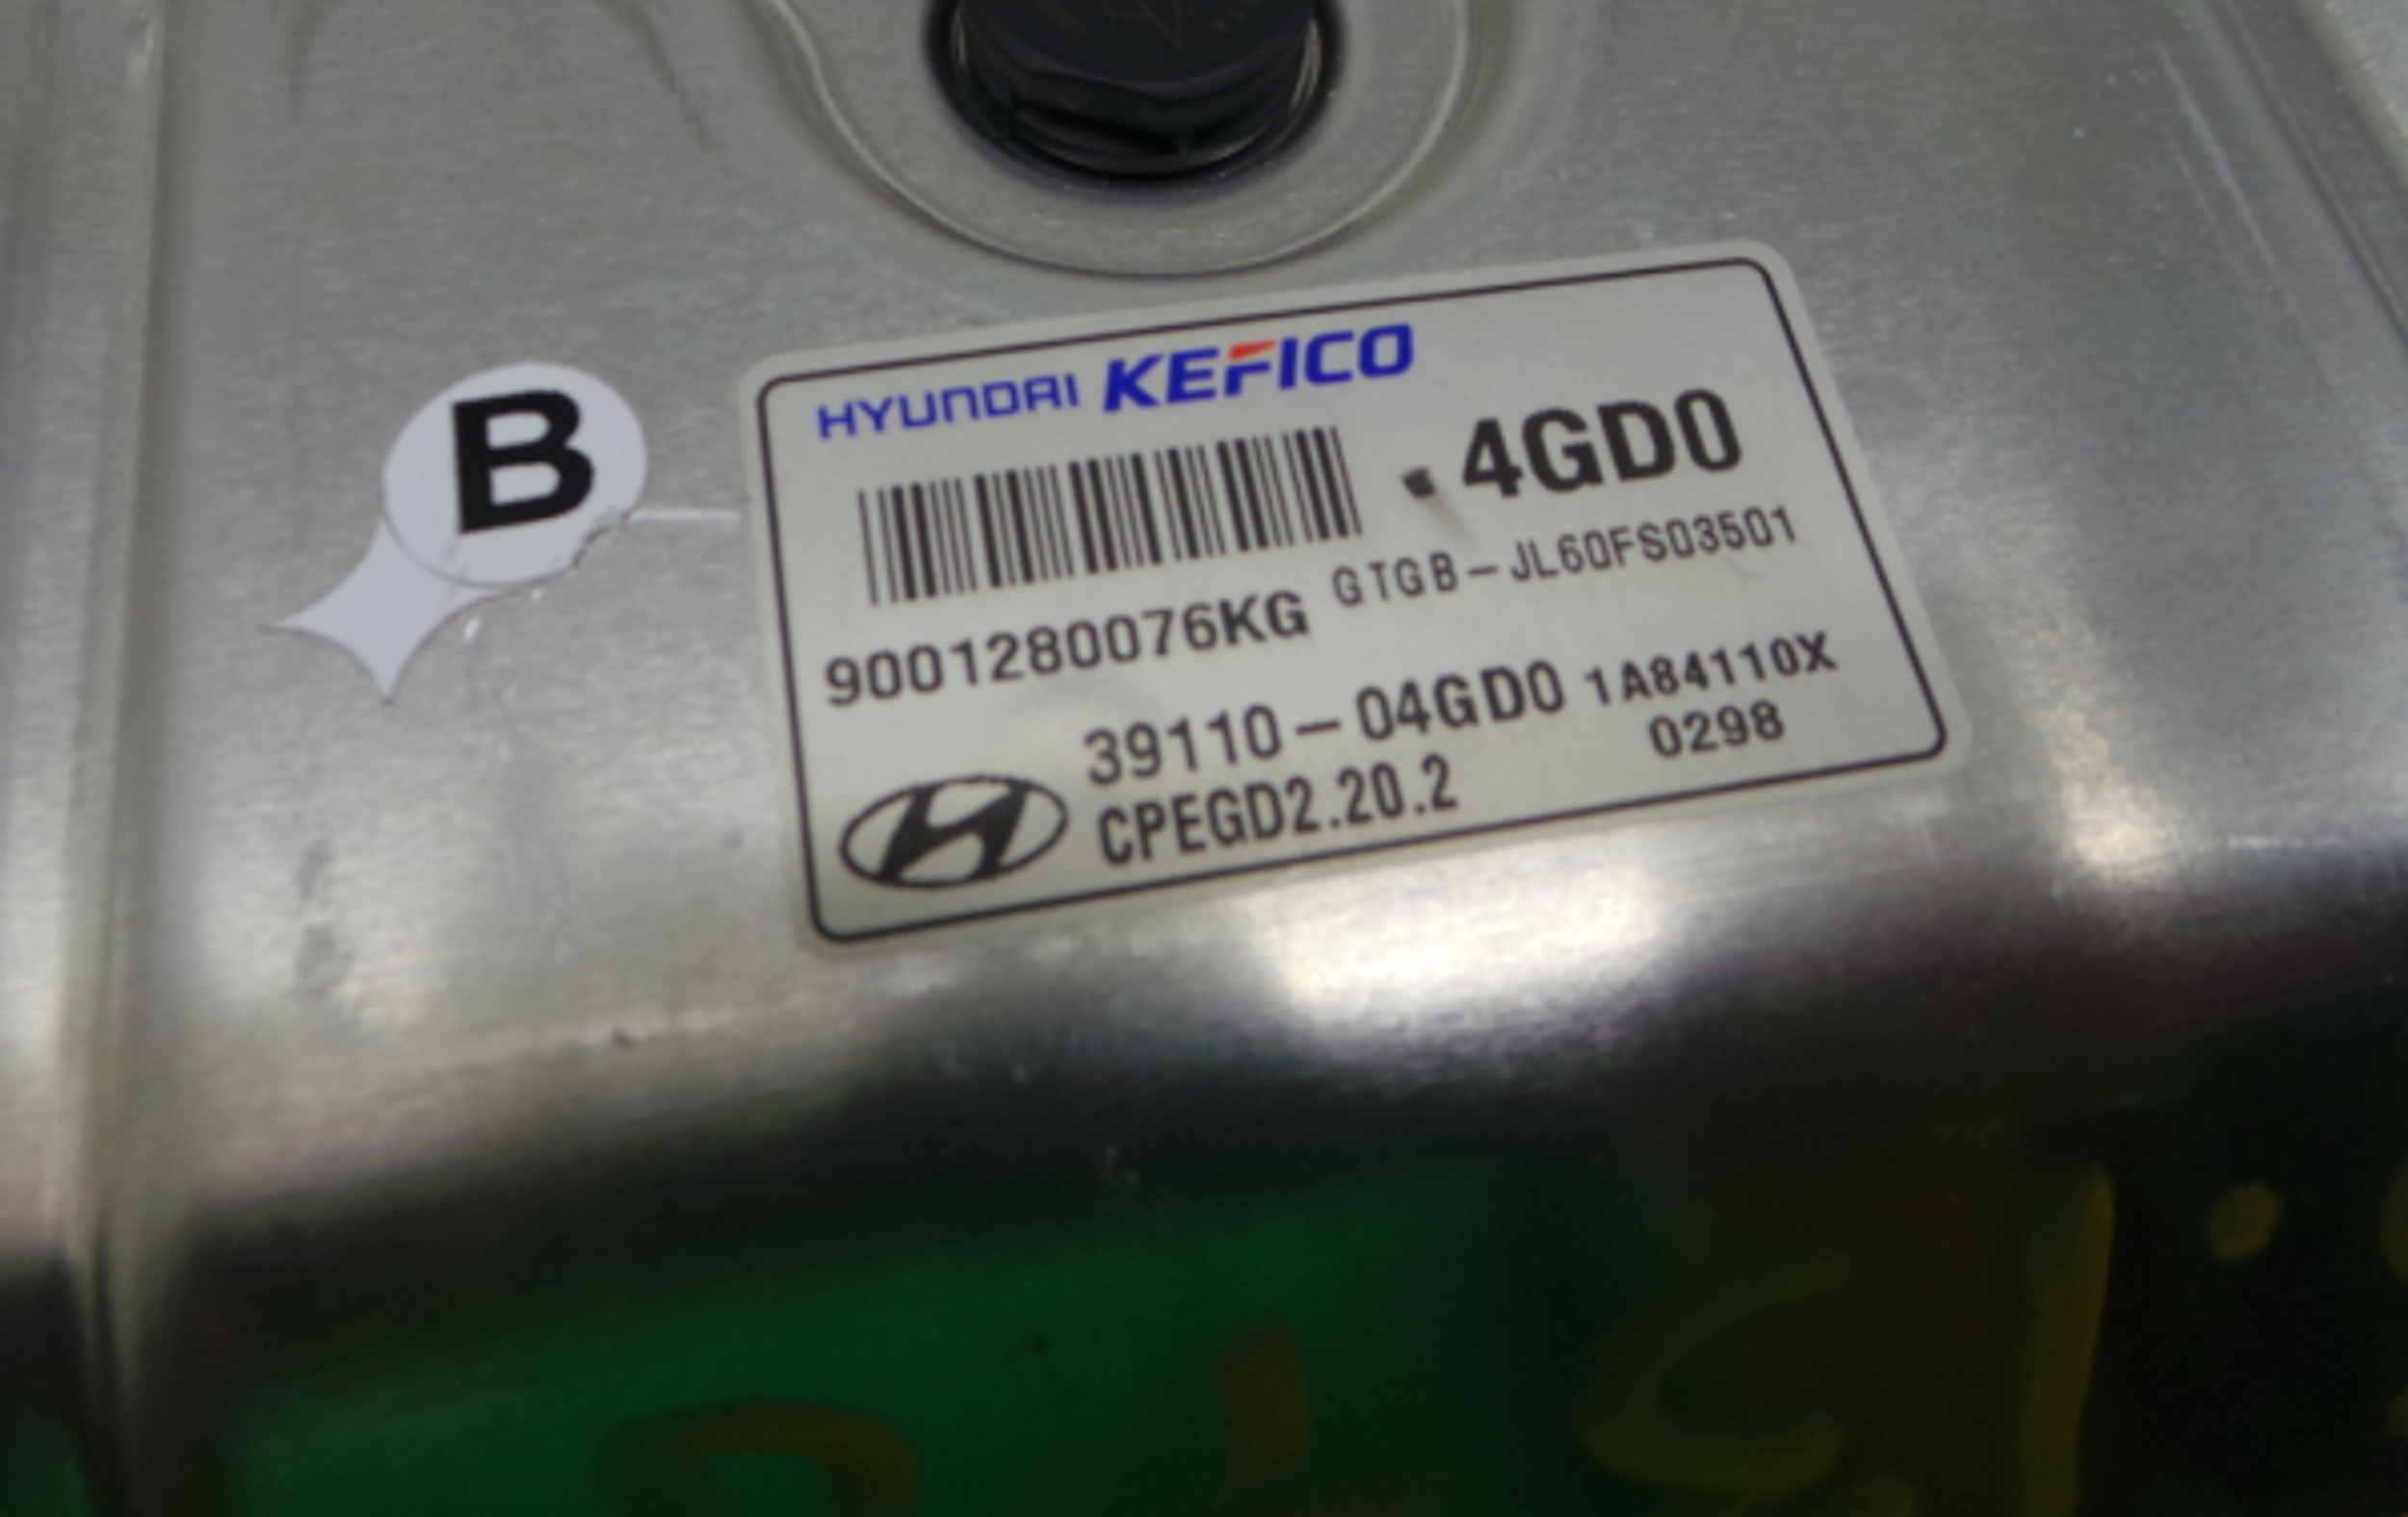 B
HYUNDAI KEFICO
4GD0
GTGB-JL60FS03501
9001280076KG
39110-04GD0 1A84110X
CPEGD2.20.2 0298